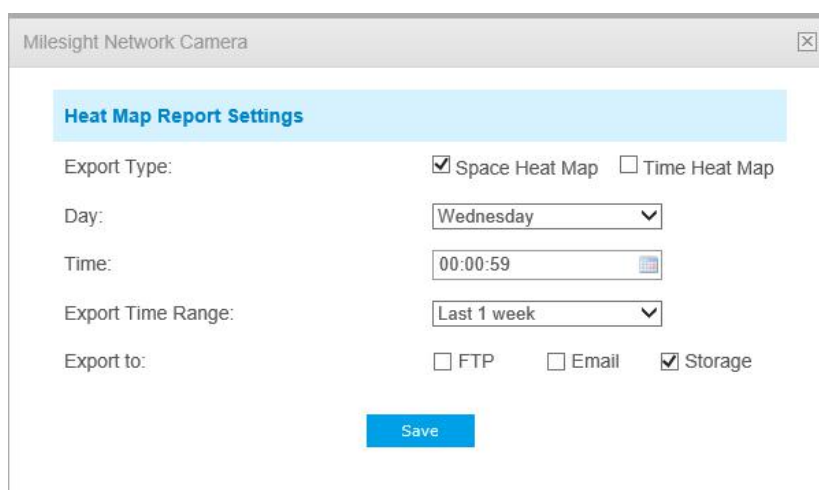 Milesight Network Camera
Heat Map Report Settings
Export Type: Space Heat Map Time Heat Map
Day: Wednesday
Time: 00:00:59
Export Time Range: Last 1 week
Export to: FTP Email Storage
Save